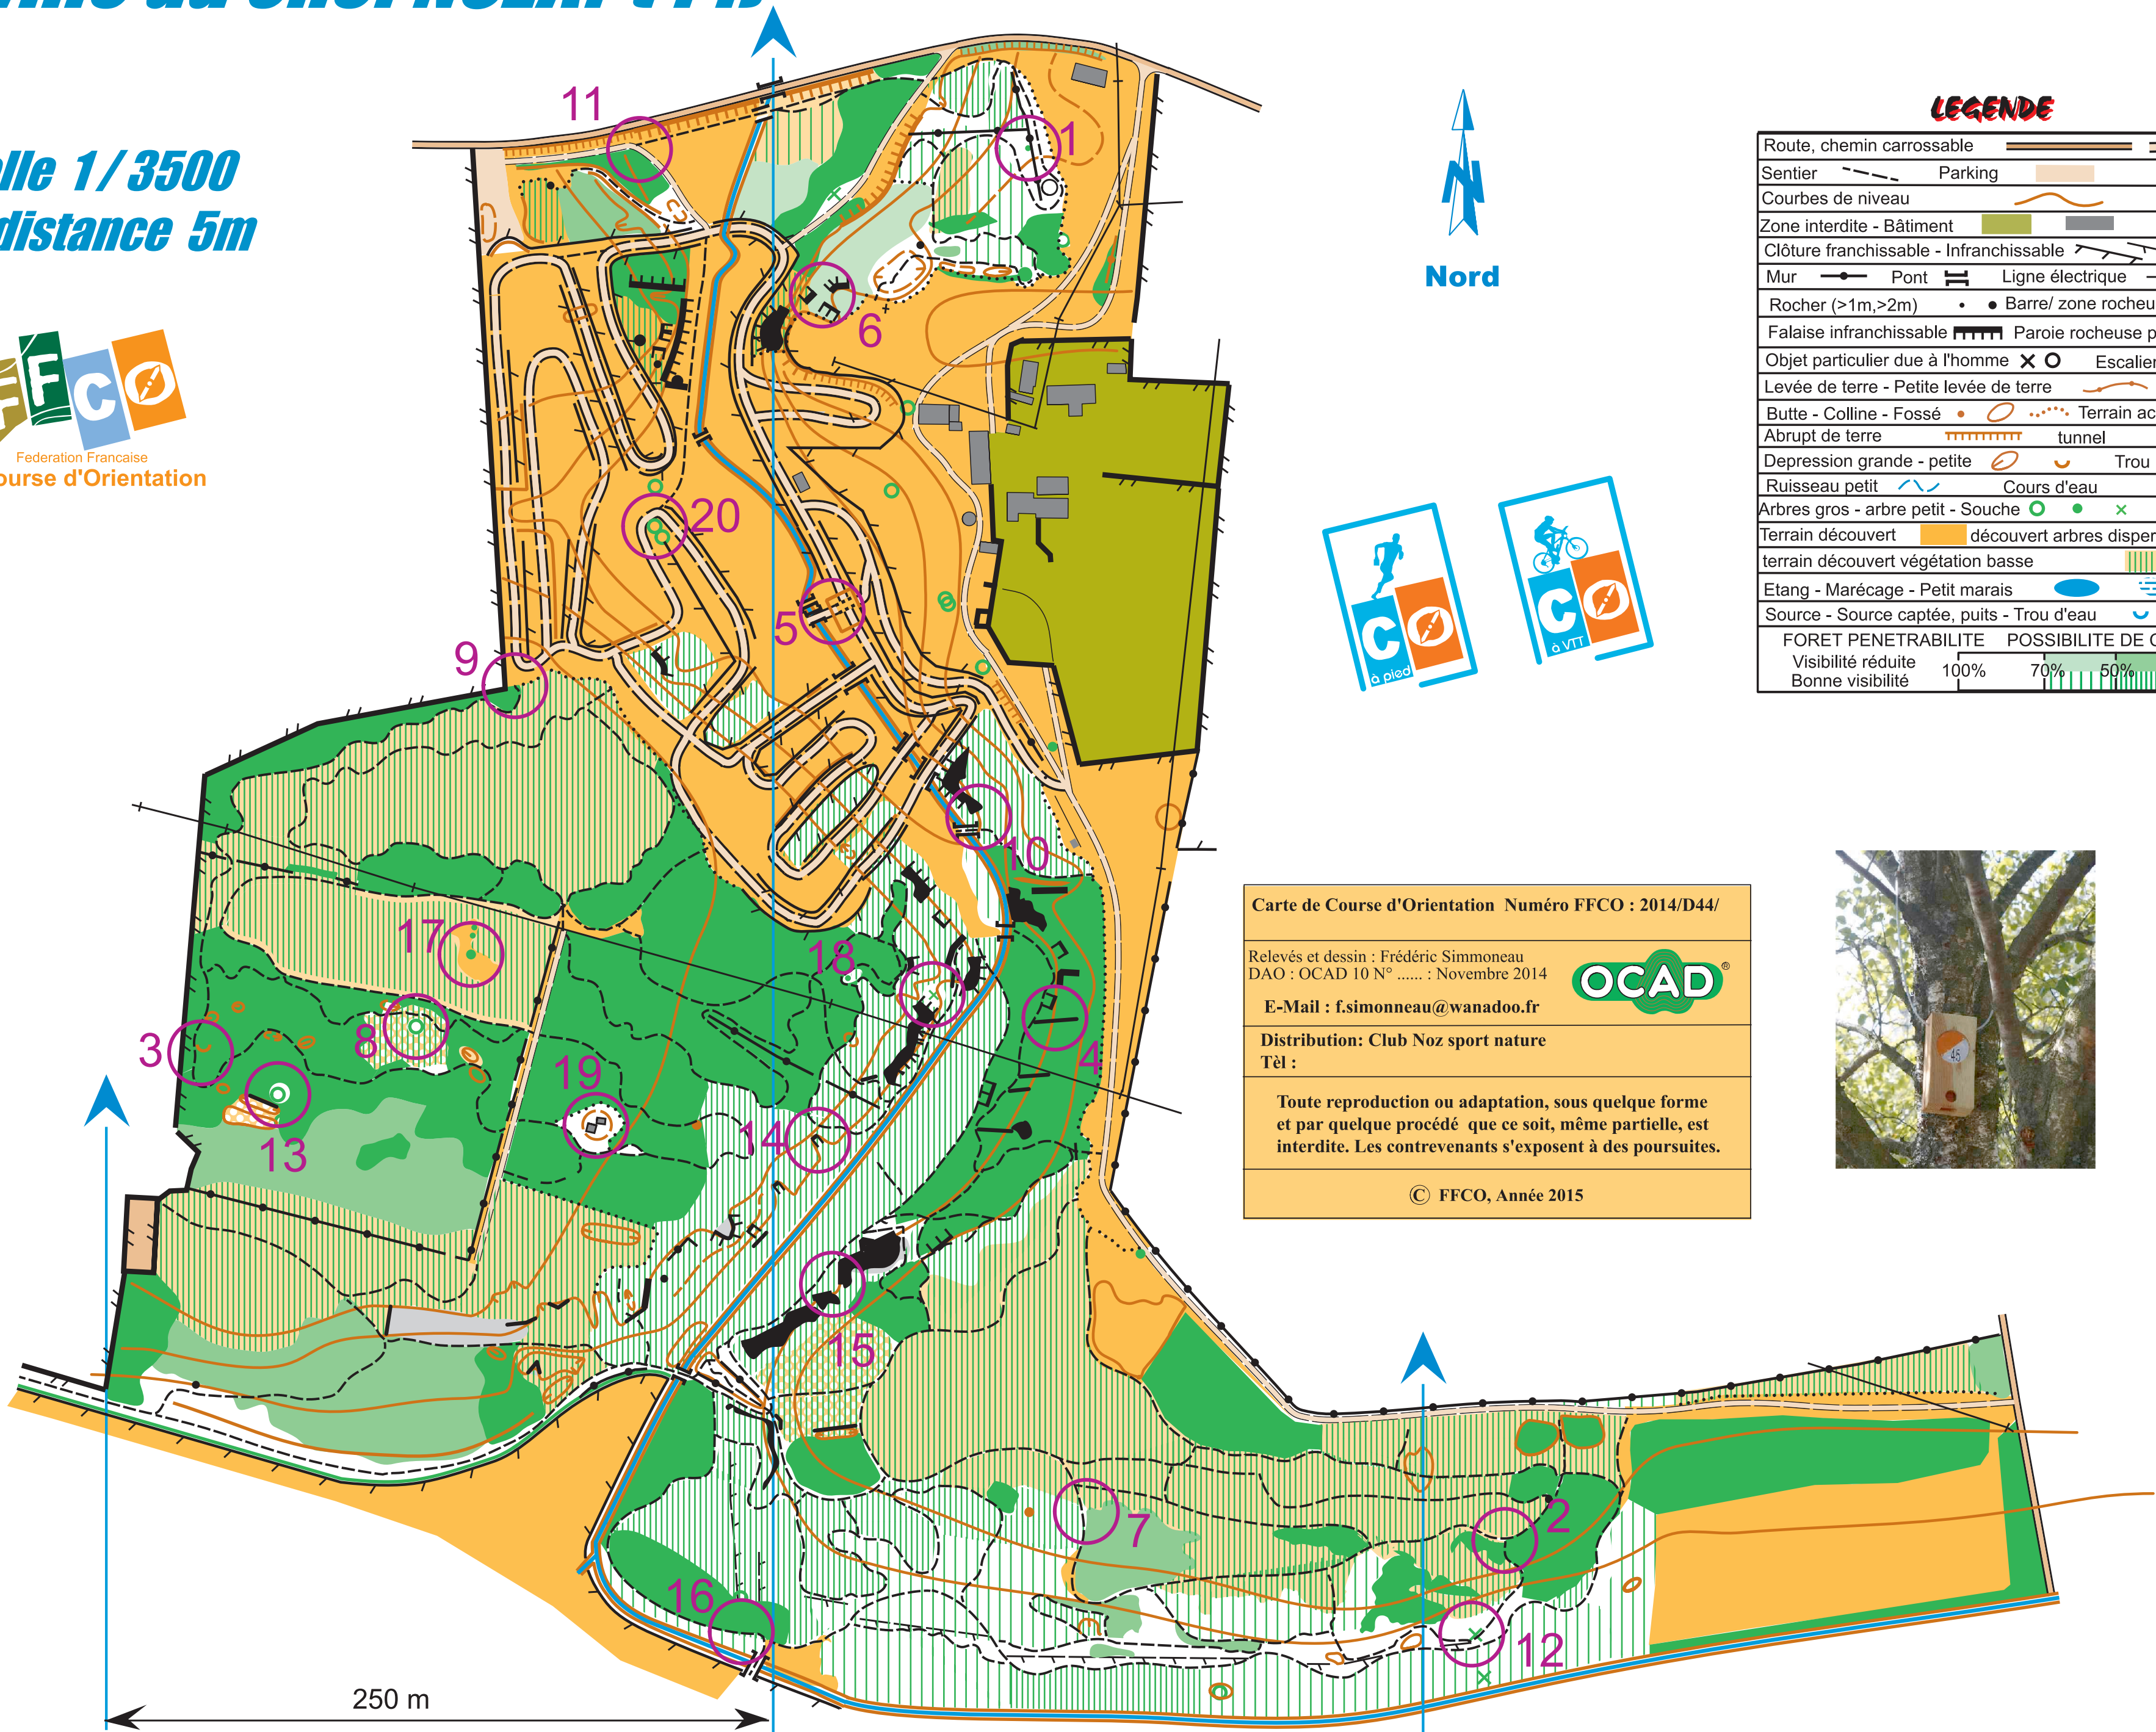 1 / 3500
distance 5m
FFCO
Federation Francaise
Course d'Orientation
250 m
11
1
6
20
5
9
10
17
18
3
8
4
19
13
14
15
7
2
16
12
N
Nord
CO
à pied
CO
à VTT
LEGENDE
Route, chemin carrossable
Sentier Parking
Courbes de niveau
Zone interdite - Bâtiment
Clôture franchissable - Infranchissable
Mur Pont Ligne électrique
Rocher (>1m,>2m) Barre/ zone
Falaise infranchissable Paroie rocheuse
Objet particulier due à l'homme
Levée de terre - Petite levée de terre
Butte - Colline - Fossé Terrain
Abrupt de terre tunnel
Depression grande - petite Trou
Ruisseau petit Cours d'eau
Arbres gros - arbre petit - Souche
Terrain découvert découvert arbres
terrain découvert végétation basse
Etang - Marécage - Petit marais
Source - Source captée, puits - Trou d'eau
FORET PENETRABILITE POSSIBILITE DE
Visibilité réduite
Bonne visibilité
100% 70% 50%
Carte de Course d'Orientation Numéro FFCO : 2014/D44/
Relevés et dessin : Frédéric Simmoneau
DAO : OCAD 10 N° ...... : Novembre 2014
OCAD®
E-Mail : f.simonneau@wanadoo.fr
Distribution: Club Noz sport nature
Tèl :
Toute reproduction ou adaptation, sous quelque forme
et par quelque procédé que ce soit, même partielle, est
interdite. Les contrevenants s'exposent à des poursuites.
© FFCO, Année 2015
45